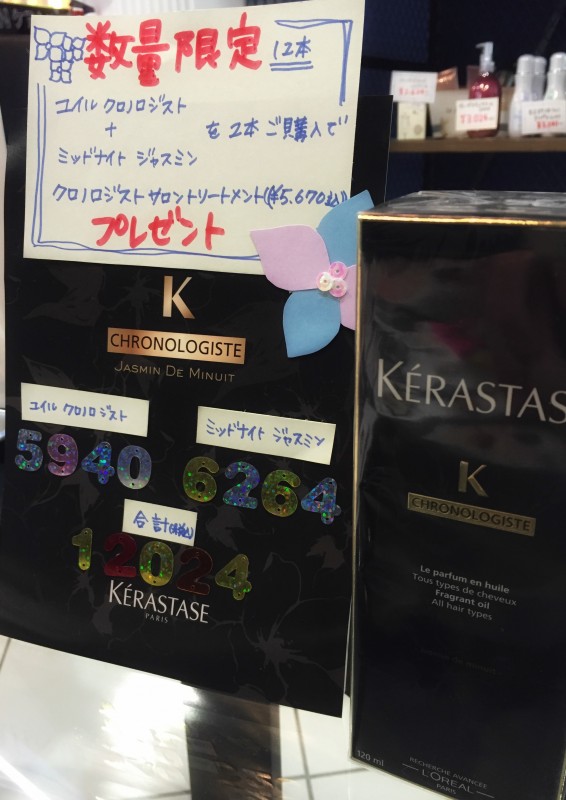 数量限定 12本
ユイル クロノロジスト
+ を 2本 ご購入で
ミッドナイト ジャスミン
クロノロジスト サロントリートメント(¥5.670込)
プレゼント
K
CHRONOLOGISTE
JASMIN DE MINUIT
ユイル クロノロジスト
5940
ミッドナイト ジャスミン
6264
合計(税込)
12024
KÉRASTASE
PARIS
KÉRASTAS
K
CHRONOLOGISTE
Le parfum en huile
Tous types de cheveux
Fragrant oil
All hair types
120 ml
RECHERCHE AVANCÉE
L'ORÉAL
PARIS